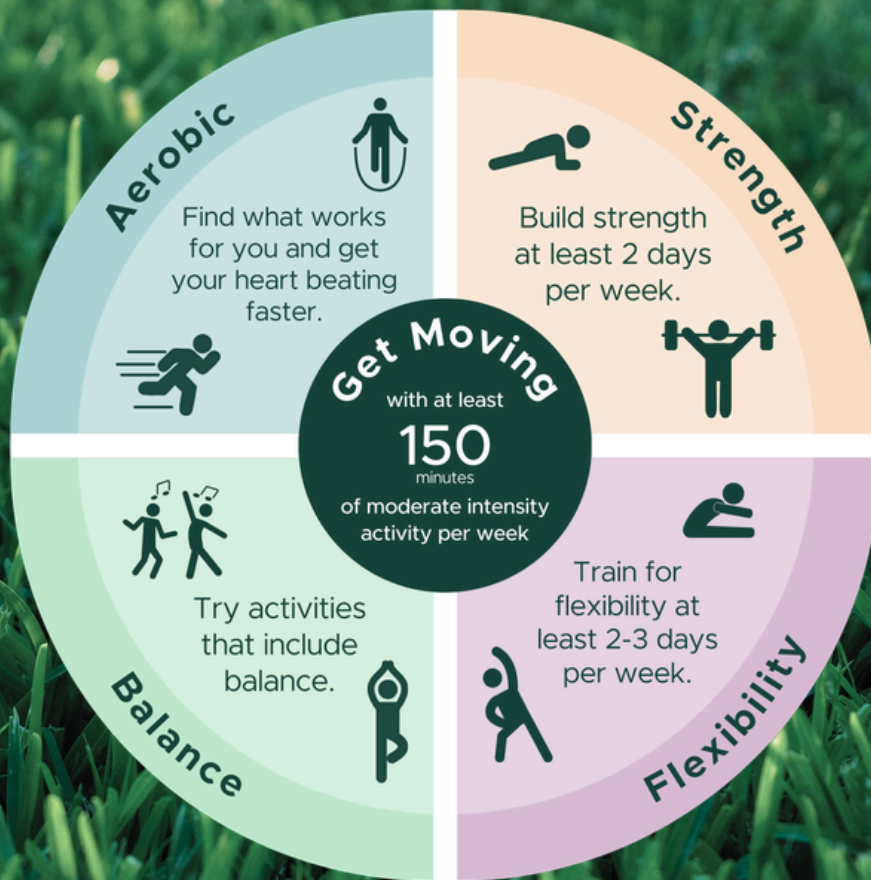 Aerobic
Find what works
for you and get
your heart beating
faster.
Strength
Build strength
at least 2 days
per week.
Get Moving
with at least
150
minutes
of moderate intensity
activity per week
Balance
Try activities
that include
balance.
Flexibility
Train for
flexibility at
least 2-3 days
per week.